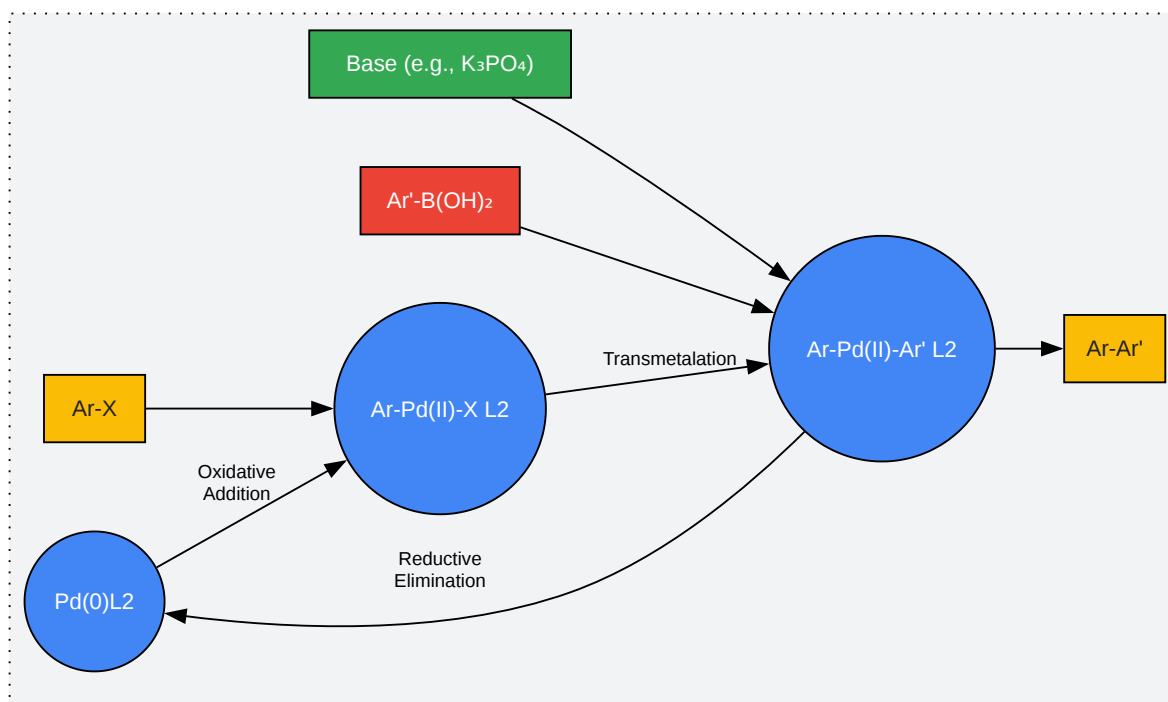 Base (e.g., K₃PO₄)
Ar'-B(OH)₂
Transmetalation
Ar-Pd(II)-Ar' L2
Ar-Ar'
Ar-X
Ar-Pd(II)-X L2
Oxidative
Addition
Reductive
Elimination
Pd(0)L2